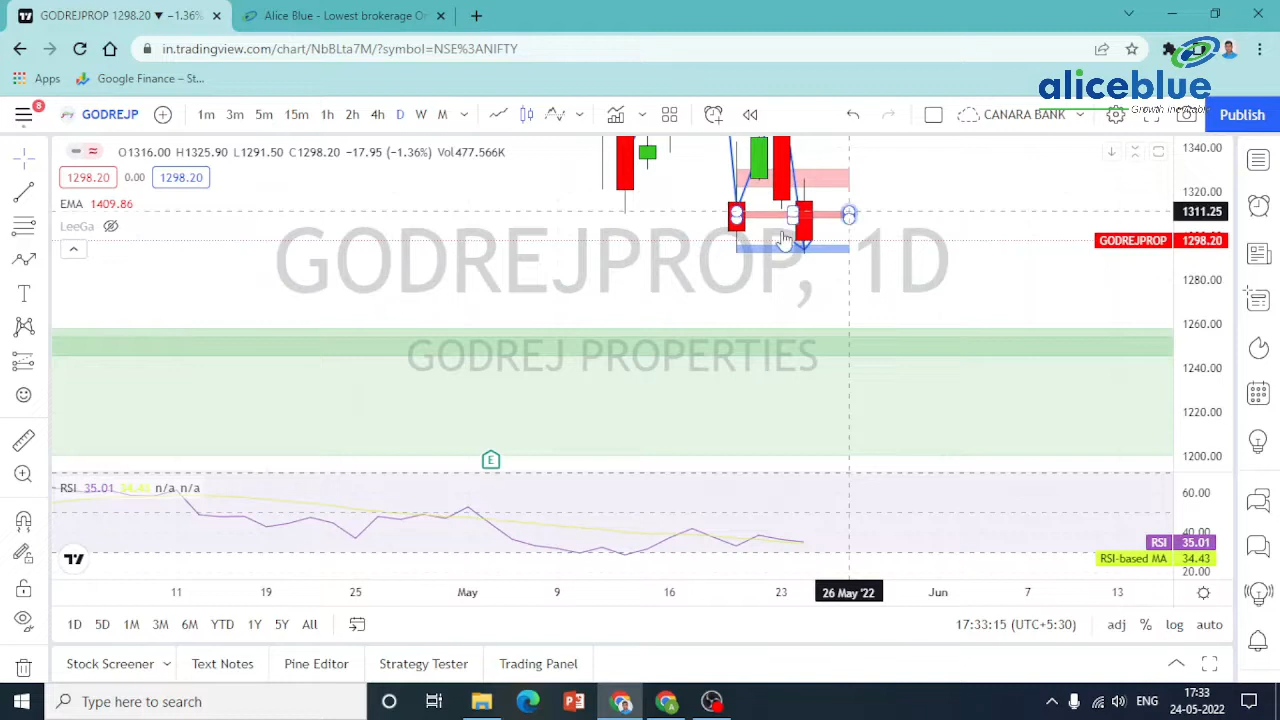 GODREJPROP 1298.20 ▼ −1.36%
Alice Blue - Lowest brokerage On
in.tradingview.com/chart/NbBLta7M/?symbol=NSE%3ANIFTY
Apps
Google Finance – St...
aliceblue
8
GODREJP
1m 3m 5m 15m 1h 2h 4h D W M
CANARA BANK
Publish
O1316.00 H1325.90 L1291.50 C1298.20 −17.95 (−1.36%) Vol477.566K
1298.20 0.00 1298.20
EMA 1409.86
LeeGa
1340.00
1320.00
1311.25
GODREJPROP 1298.20
1280.00
1260.00
1240.00
1220.00
1200.00
GODREJPROP, 1D
GODREJ PROPERTIES
E
RSI 35.01 34.43 n/a n/a
60.00
40.00
RSI 35.01
RSI-based MA 34.43
20.00
11 19 25 May 9 16 23 26 May '22 Jun 7 13
1D 5D 1M 3M 6M YTD 1Y 5Y All
17:33:15 (UTC+5:30) adj % log auto
Stock Screener Text Notes Pine Editor Strategy Tester Trading Panel
Type here to search
ENG
17:33
24-05-2022